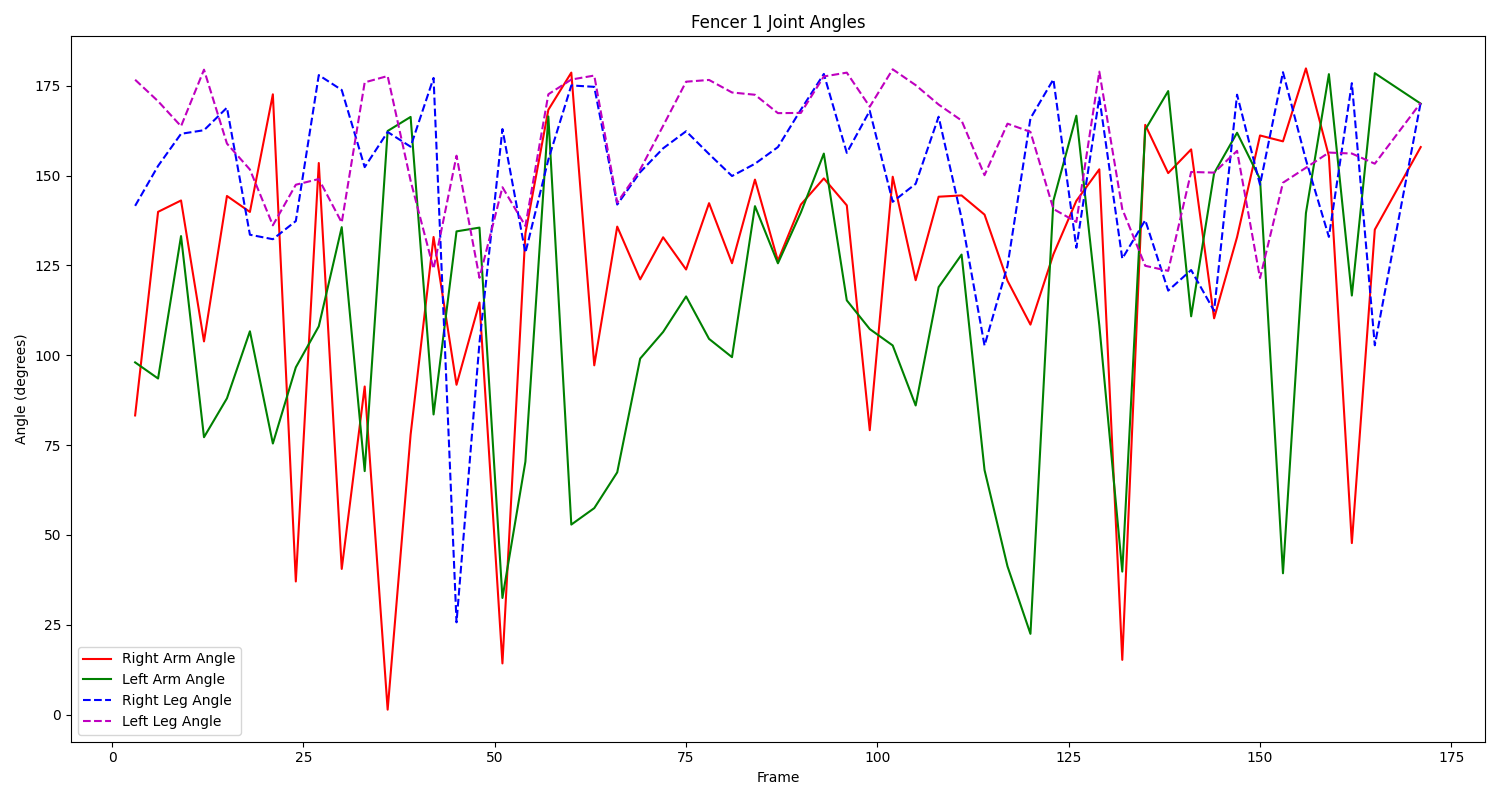 Fencer 1 Joint Angles
Angle (degrees)
175
150
125
100
75
50
25
0
Right Arm Angle
Left Arm Angle
Right Leg Angle
Left Leg Angle
0 25 50 75 100 125 150 175
Frame